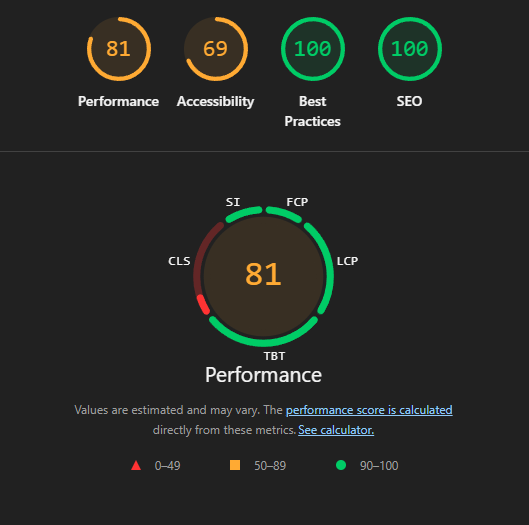 81 69 100 100
Performance Accessibility Best Practices SEO
SI FCP
CLS LCP
81
TBT
Performance
Values are estimated and may vary. The performance score is calculated
directly from these metrics. See calculator.
0–49 50–89 90–100